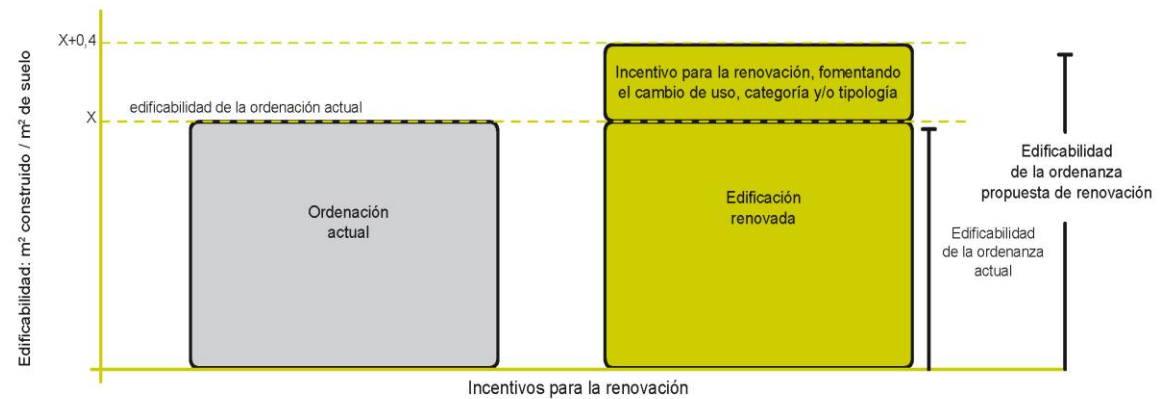 Edificabilidad: m² construido / m² de suelo
X+0,4
edificabilidad de la ordenación actual
X
Ordenación
actual
Incentivo para la renovación, fomentando
el cambio de uso, categoría y/o tipología
Edificación
renovada
Edificabilidad
de la ordenanza
actual
Edificabilidad
de la ordenanza
propuesta de renovación
Incentivos para la renovación